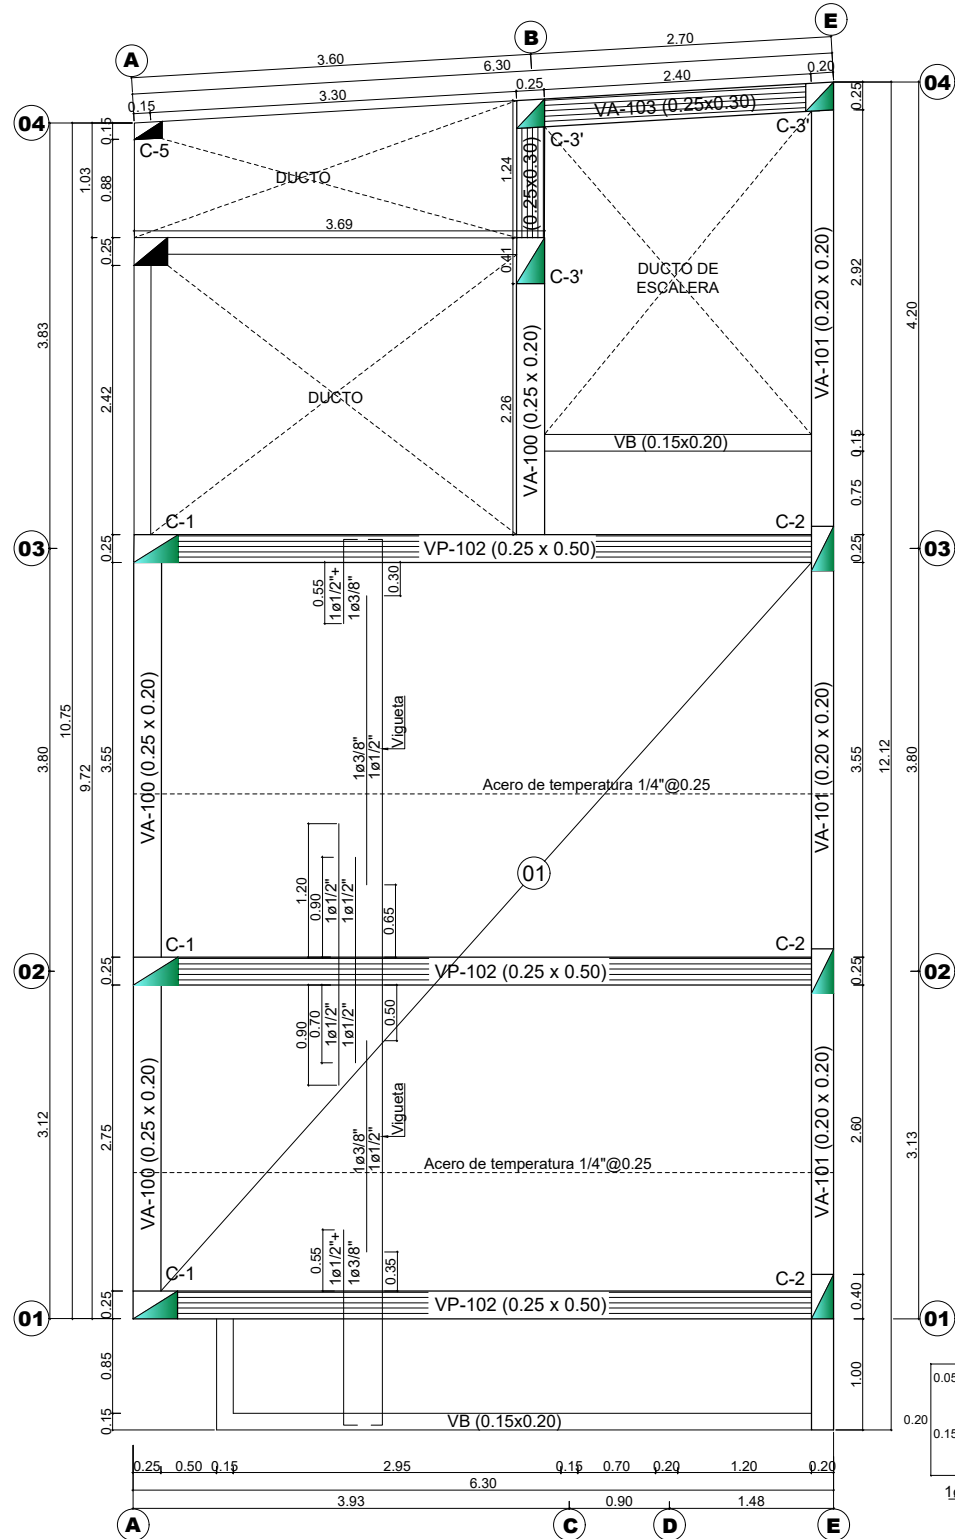 A
B
E
3.60
2.70
6.30
0.25
2.40
0.20
0.15
3.30
04
04
VA-103 (0.25x0.30)
0.25
0.15
C-5
C-3'
C-3'
1.03
0.88
DUCTO
1.24
(0.25x0.30)
3.69
0.25
0.41
C-3'
DUCTO DE
ESCALERA
VA-101 (0.20 x 0.20)
2.92
4.20
3.83
2.42
DUCTO
2.26
VA-100 (0.25 x 0.20)
VB (0.15x0.20)
0.15
0.75
C-1
C-2
03
0.25
VP-102 (0.25 x 0.50)
0.25
03
0.55
1ø1/2"+
1ø3/8"
0.30
10.75
9.72
3.80
3.55
VA-100 (0.25 x 0.20)
1ø3/8"
1ø1/2"
Vigueta
VA-101 (0.20 x 0.20)
3.55
12.12
3.80
Acero de temperatura 1/4"@0.25
01
1.20
0.90
1ø1/2"
1ø1/2"
0.65
C-1
C-2
02
0.25
VP-102 (0.25 x 0.50)
0.25
02
0.90
0.70
1ø1/2"
1ø1/2"
0.50
3.12
2.75
VA-100 (0.25 x 0.20)
1ø3/8"
1ø1/2"
Vigueta
VA-101 (0.20 x 0.20)
2.60
3.13
Acero de temperatura 1/4"@0.25
0.55
1ø1/2"+
1ø3/8"
0.35
C-1
C-2
01
0.25
VP-102 (0.25 x 0.50)
0.40
01
0.85
1.00
0.15
VB (0.15x0.20)
0.05
0.20
0.15
0.25
0.50
0.15
2.95
0.15
0.70
0.20
1.20
0.20
6.30
3.93
0.90
1.48
A
C
D
E